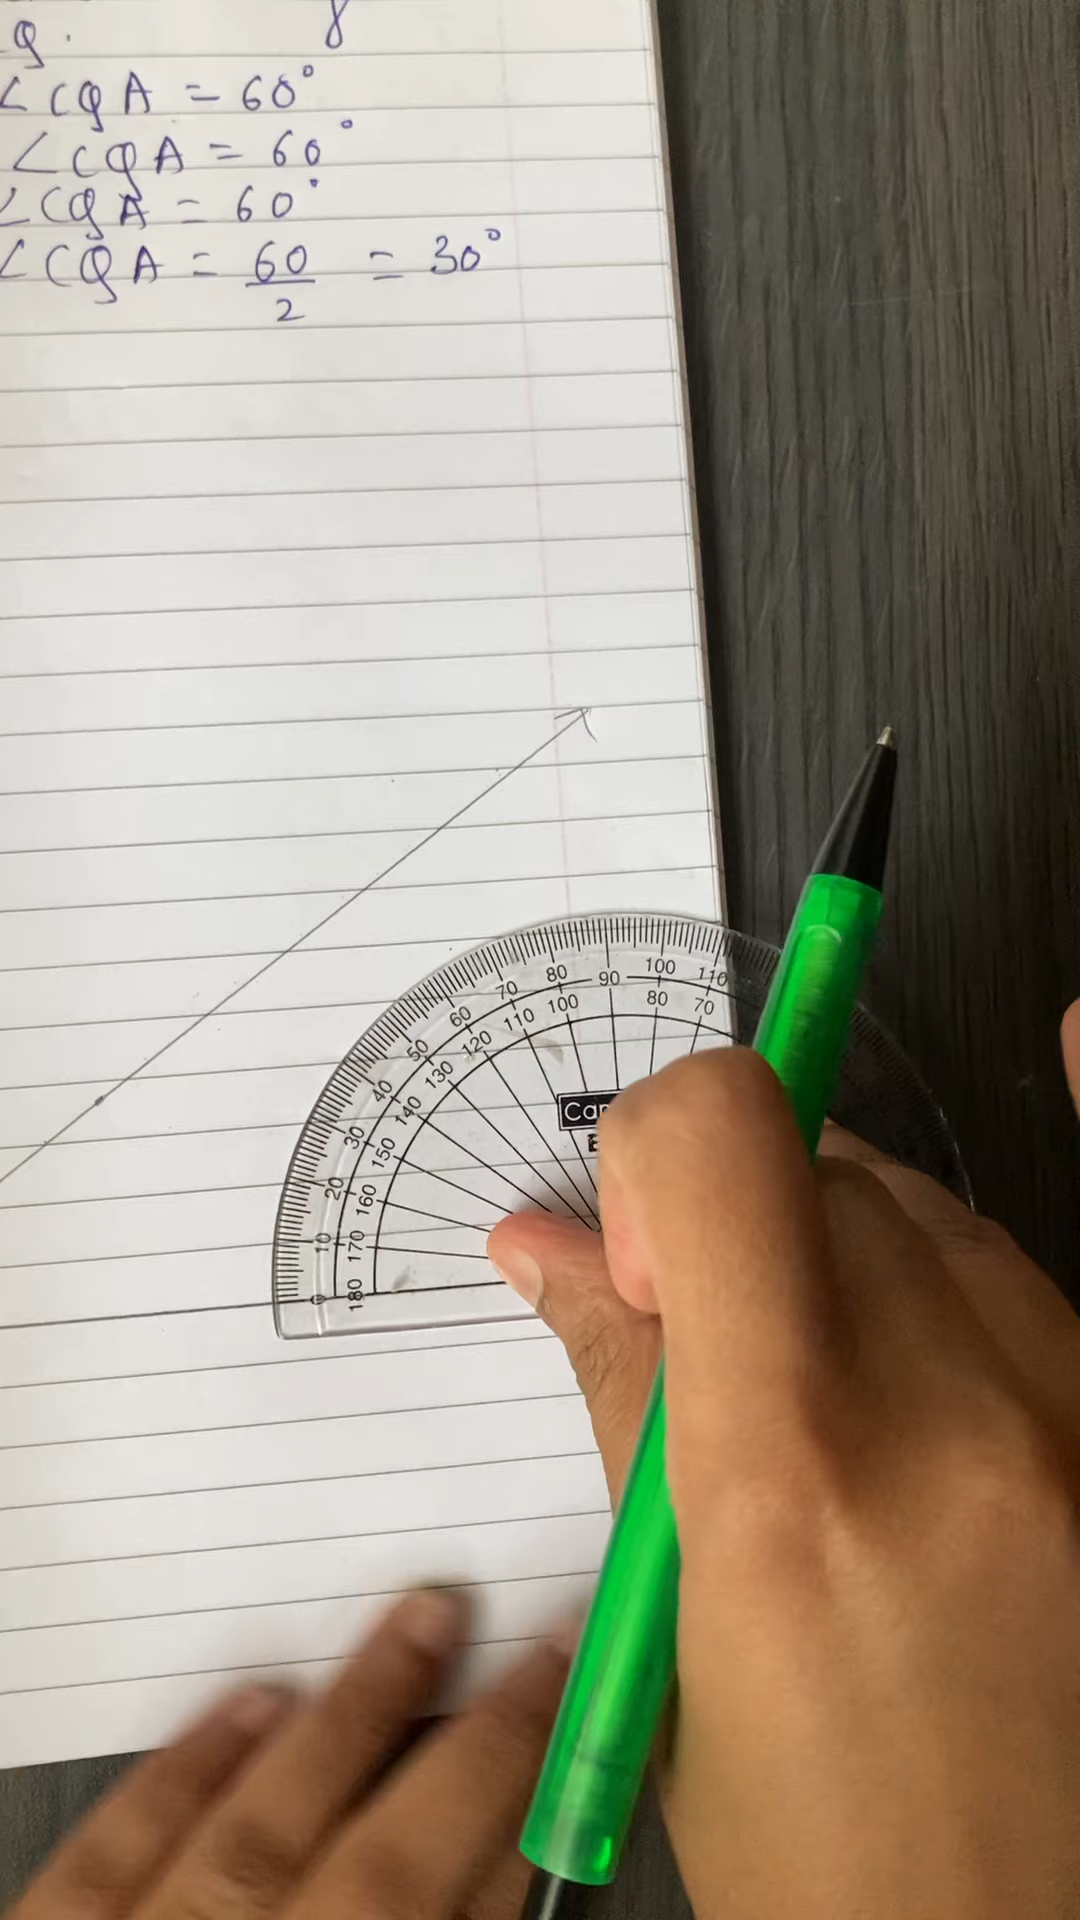 Q.
∠CQA = 60°
∠CQA = 60°
∠CQA = 60°
∠CQA = 60/2 = 30°
0 10 20 30 40 50 60 70 80 90 100 110
180 170 160 150 140 130 120 110 100 80 70